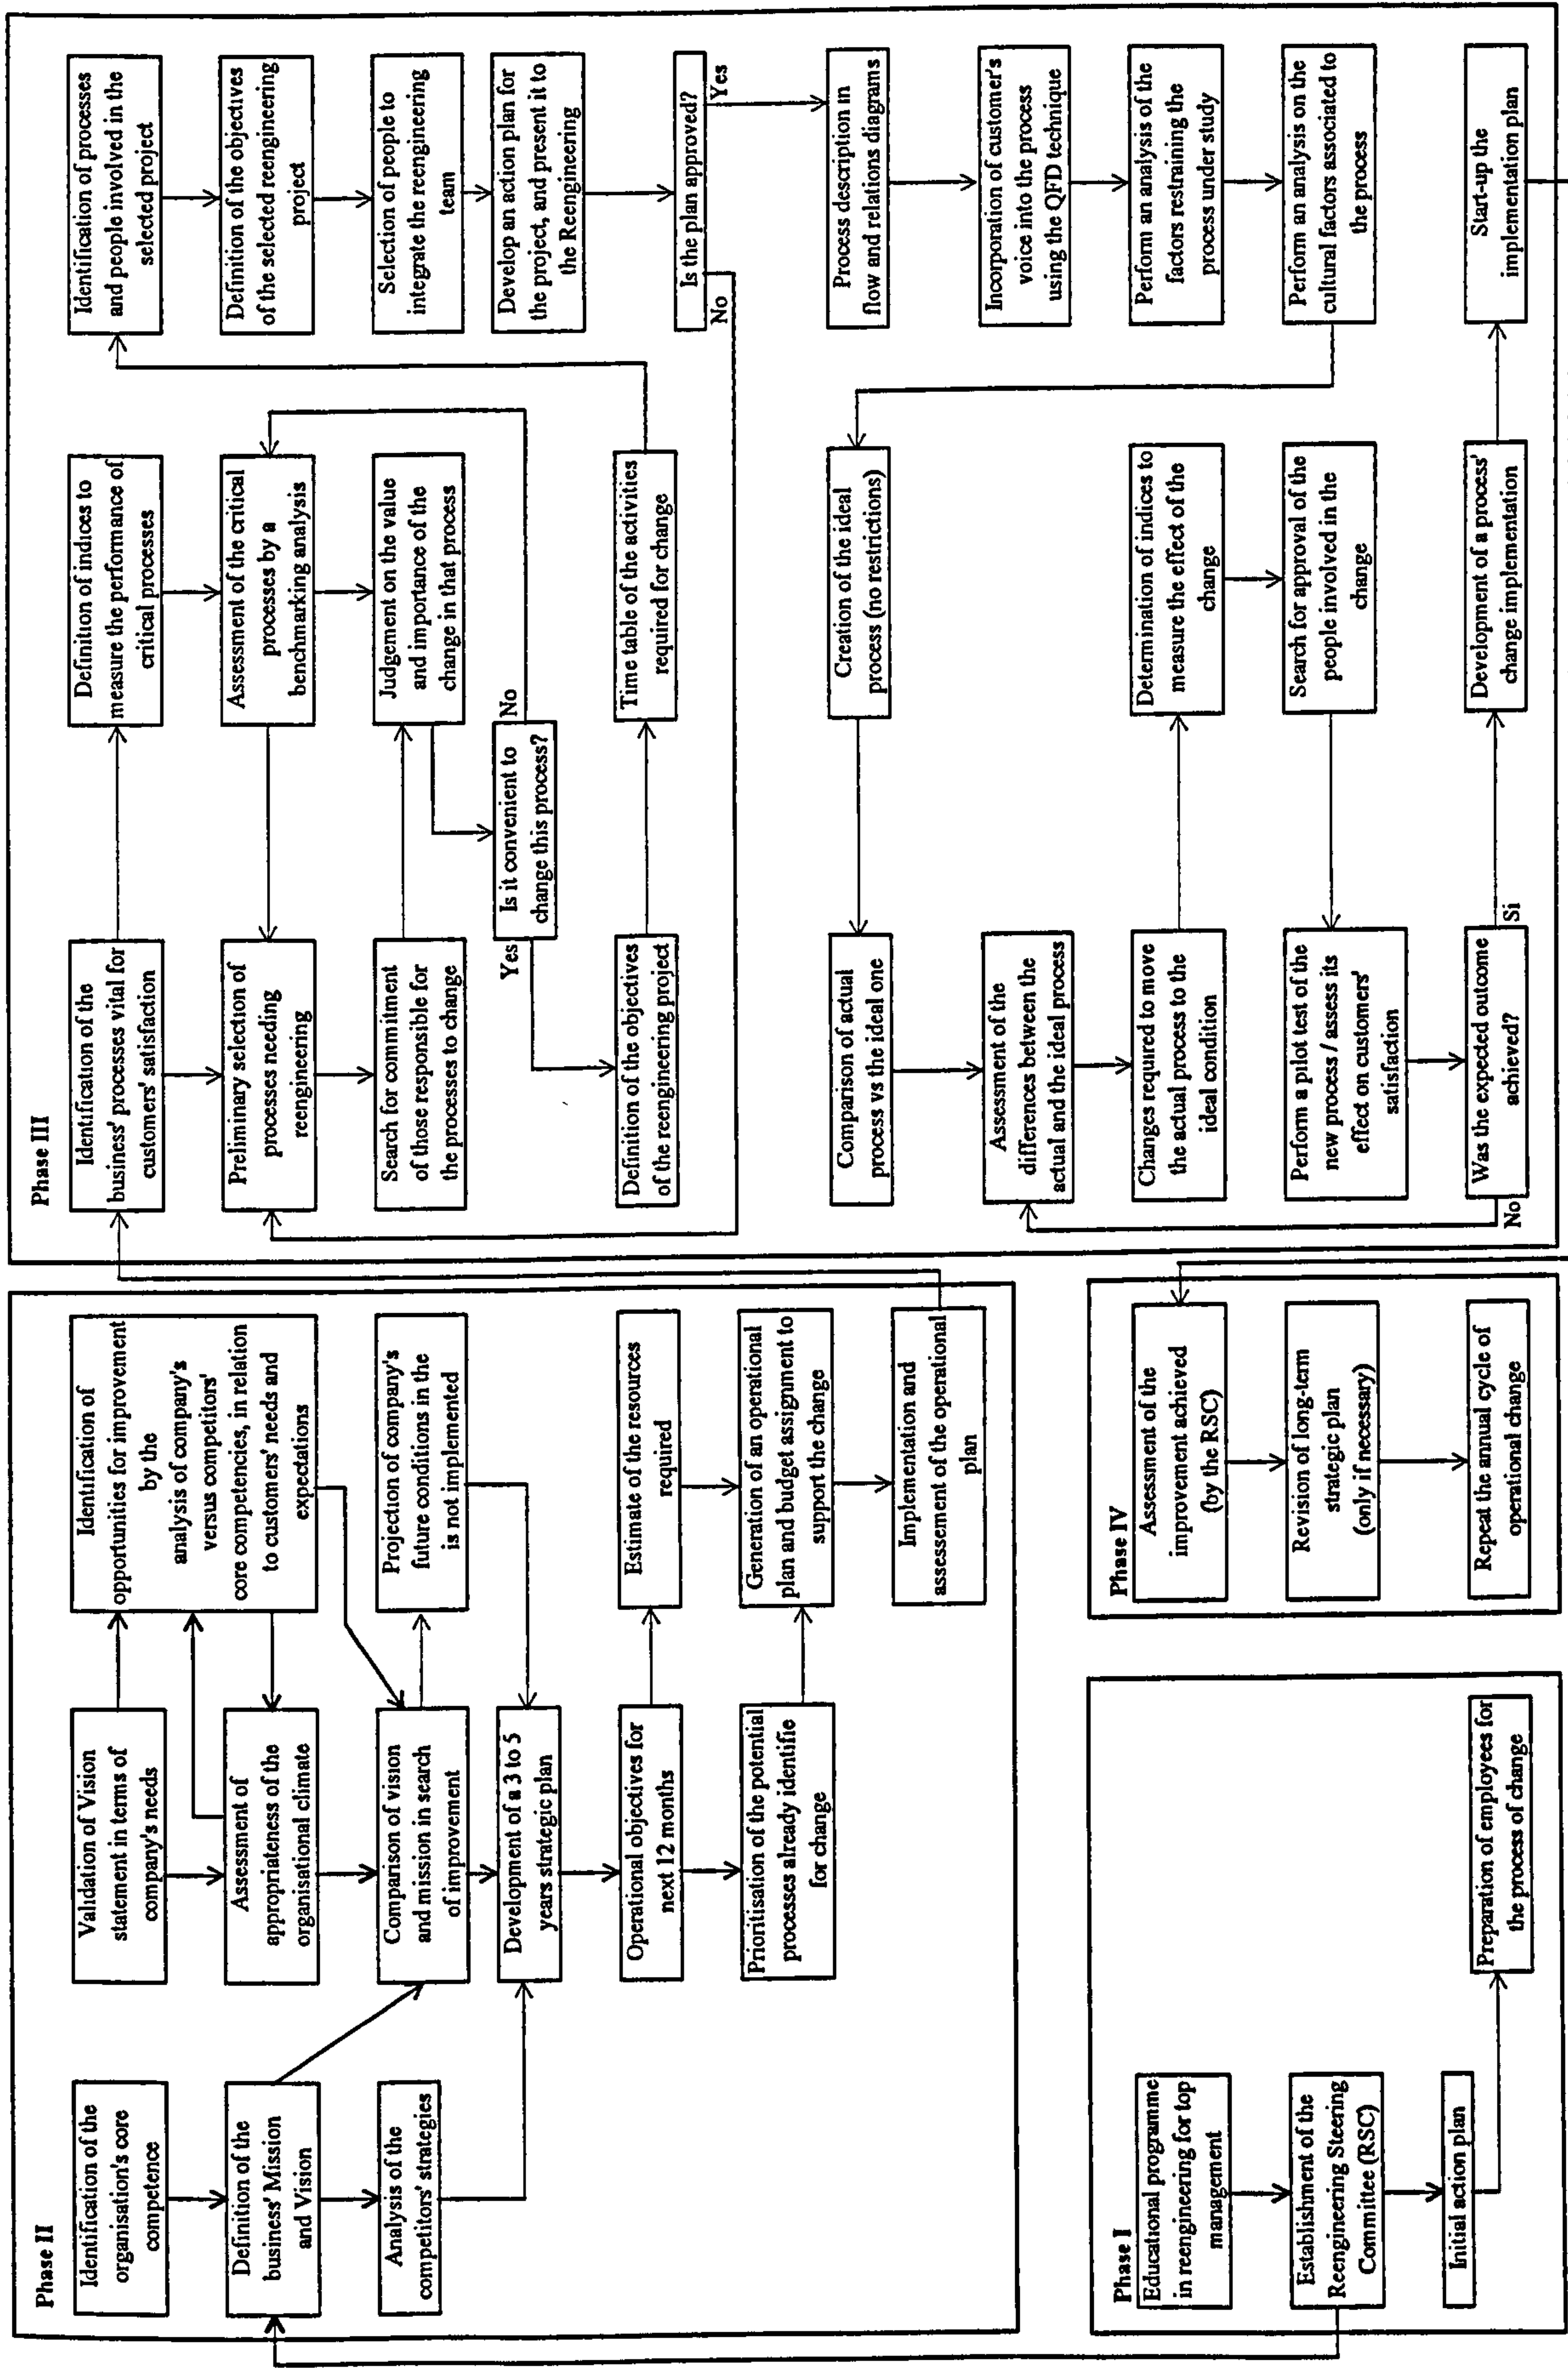 Phase II
Identification of the
organisation's core
competence
Definition of the
business' Mission
and Vision
Analysis of the
competitors' strategies
Validation of Vision
statement in terms of
company's needs
Assessment of
appropriateness of the
organisational climate
Comparison of vision
and mission in search
of improvement
Development of a 3 to 5
years strategic plan
Operational objectives for
next 12 months
Prioritisation of the potential
processes already identifie
for change
Identification of
opportunities for improvement
by the
analysis of company's
versus competitors'
core competencies, in relation
to customers' needs and
expectations
Projection of company's
future conditions in the
is not implemented
Estimate of the resources
required
Generation of an operational
plan and budget assignment to
support the change
Implementation and
assessment of the operational
plan
Phase I
Educational programme
in reengineering for top
management
Establishment of the
Reengineering Steering
Committee (RSC)
Initial action plan
Preparation of employees for
the process of change
Phase IV
Assessment of the
improvement achieved
(by the RSC)
Revision of long-term
strategic plan
(only if necessary)
Repeat the annual cycle of
operational change
Phase III
Identification of the
business' processes vital for
customers' satisfaction
Preliminary selection of
processes needing
reengineering
Search for commitment
of those responsible for
the processes to change
Definition of indices to
measure the performance of
critical processes
Assessment of the critical
processes by a
benchmarking analysis
Judgement on the value
and importance of the
change in that process
Yes
Is it convenient to
change this process?
No
Definition of the objectives
of the reengineering project
Time table of the activities
required for change
Identification of processes
and people involved in the
selected project
Definition of the objectives
of the selected reengineering
project
Selection of people to
integrate the reengineering
team
Develop an action plan for
the project, and present it to
the Reengineering
Is the plan approved?
No
Yes
Process description in
flow and relations diagrams
Incorporation of customer's
voice into the process
using the QFD technique
Perform an analysis of the
factors restraining the
process under study
Perform an analysis on the
cultural factors associated to
the process
Creation of the ideal
process (no restrictions)
Comparison of actual
process vs the ideal one
Assessment of the
differences between the
actual and the ideal process
Changes required to move
the actual process to the
ideal condition
Determination of indices to
measure the effect of the
change
Search for approval of the
people involved in the
change
Perform a pilot test of the
new process / assess its
effect on customers'
satisfaction
Was the expected outcome
achieved?
No
Si
Development of a process'
change implementation
Start-up the
implementation plan